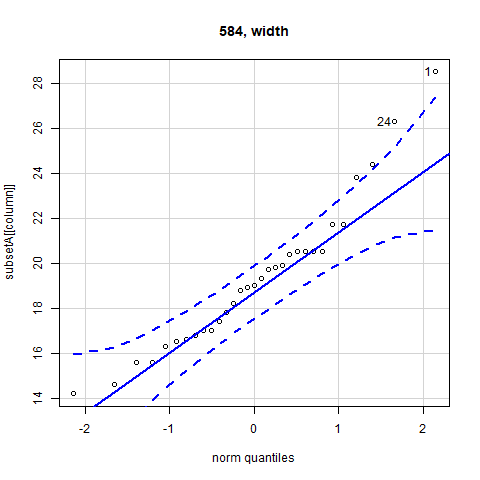 584, width
1
24
28
26
24
22
20
18
16
14
subsetA[[column]]
-2 -1 0 1 2
norm quantiles